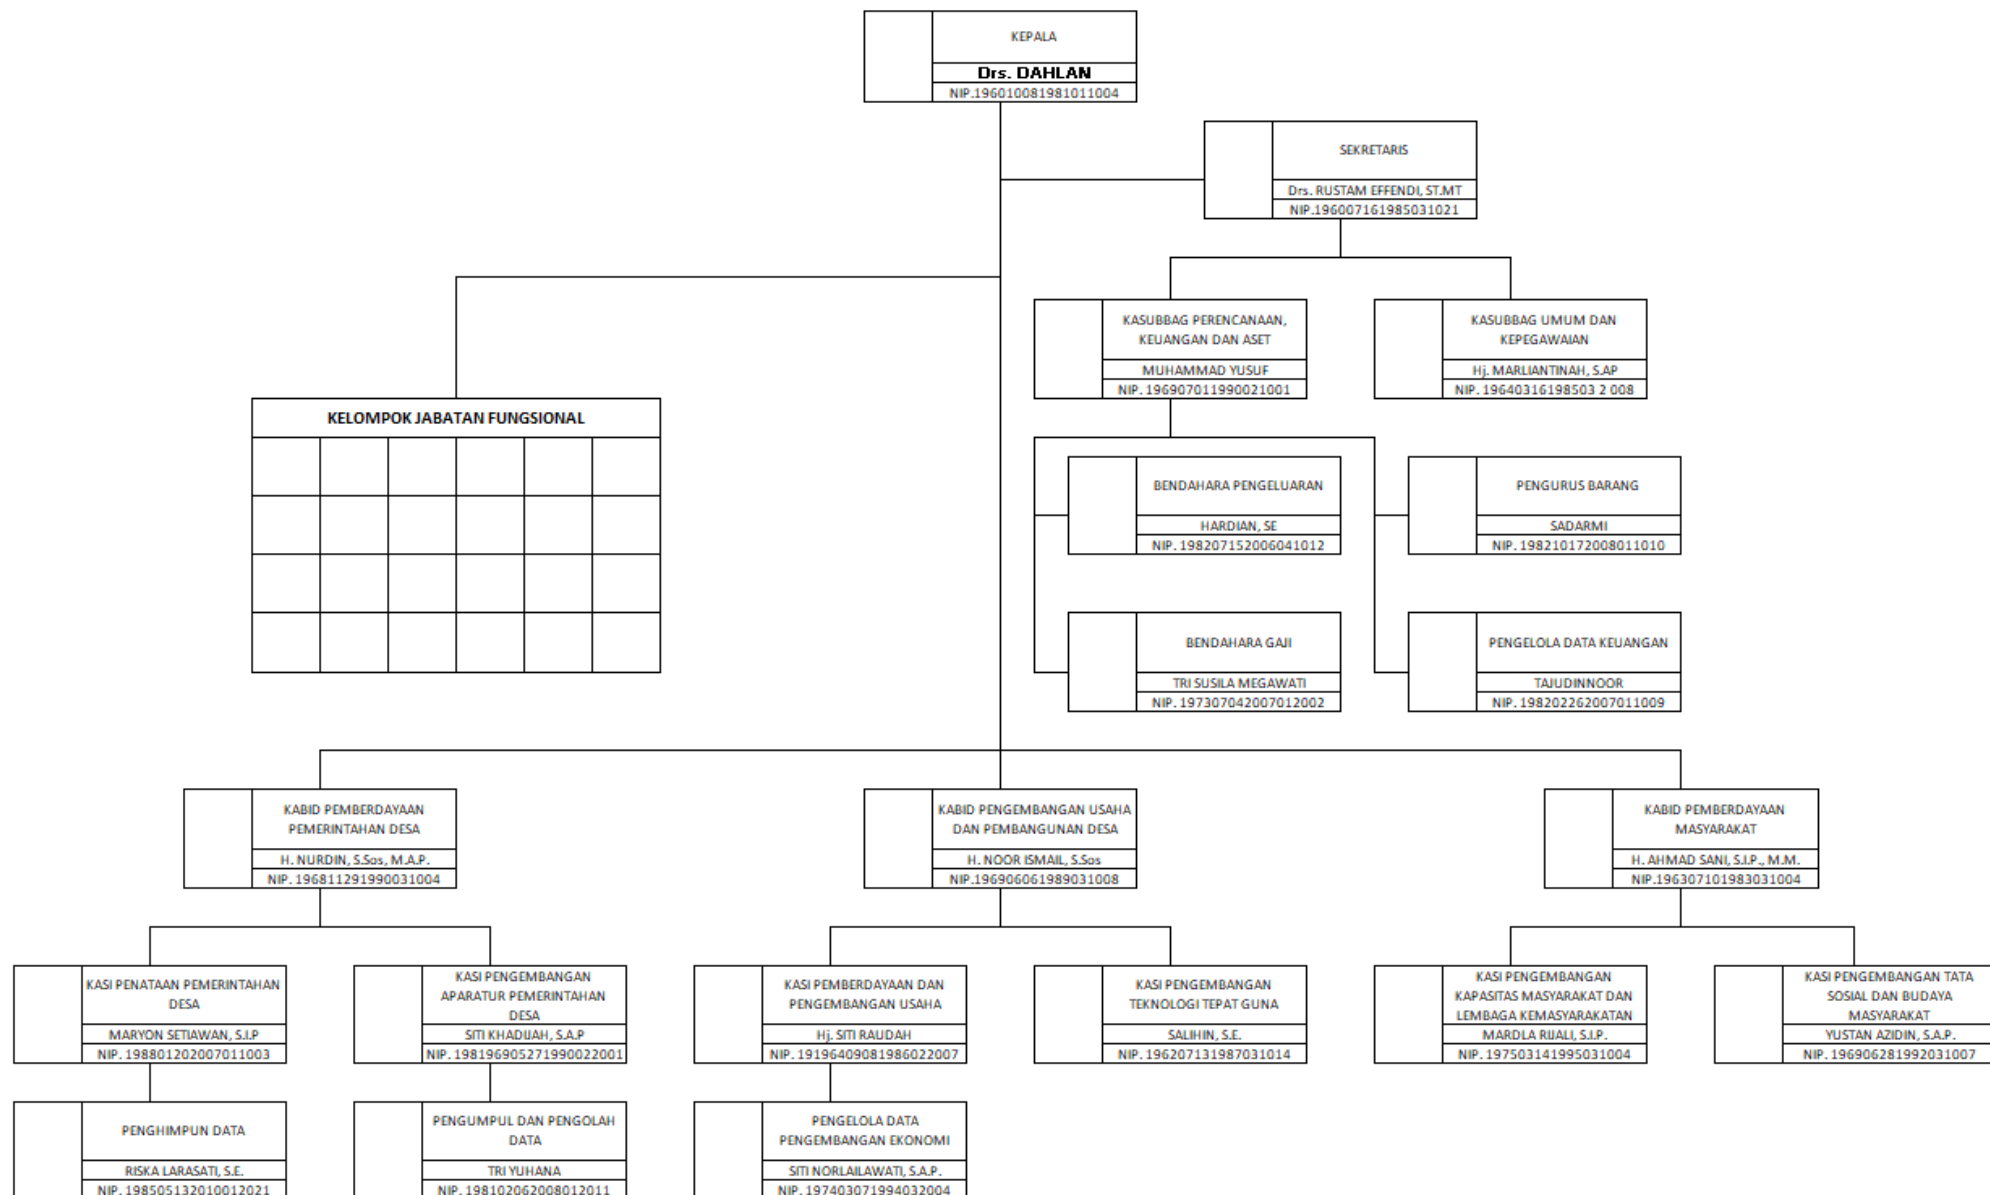 KEPALA
Drs. DAHLAN
NIP.196010081981011004
SEKRETARIS
Drs. RUSTAM EFFENDI, ST.MT
NIP.196007161985031021
KASUBBAG PERENCANAAN,
KEUANGAN DAN ASET
MUHAMMAD YUSUF
NIP. 196907011990021001
KASUBBAG UMUM DAN
KEPEGAWAIAN
Hj. MARLIANTINAH, S.AP
NIP. 19640316198503 2 008
KELOMPOK JABATAN FUNGSIONAL
BENDAHARA PENGELUARAN
HARDIAN, SE
NIP. 198207152006041012
PENGURUS BARANG
SADARMI
NIP. 198210172008011010
BENDAHARA GAJI
TRI SUSILA MEGAWATI
NIP. 197307042007012002
PENGELOLA DATA KEUANGAN
TAJUDINNOOR
NIP. 198202262007011009
KABID PEMBERDAYAAN
PEMERINTAHAN DESA
H. NURDIN, S.Sos, M.A.P.
NIP. 196811291990031004
KABID PENGEMBANGAN USAHA
DAN PEMBANGUNAN DESA
H. NOOR ISMAIL, S.Sos
NIP.196906061989031008
KABID PEMBERDAYAAN
MASYARAKAT
H. AHMAD SANI, S.I.P., M.M.
NIP.196307101983031004
KASI PENATAAN PEMERINTAHAN
DESA
MARYON SETIAWAN, S.I.P
NIP. 198801202007011003
KASI PENGEMBANGAN
APARATUR PEMERINTAHAN
DESA
SITI KHADIJAH, S.A.P
NIP. 198196905271990022001
KASI PEMBERDAYAAN DAN
PENGEMBANGAN USAHA
Hj. SITI RAUDAH
NIP. 19196409081986022007
KASI PENGEMBANGAN
TEKNOLOGI TEPAT GUNA
SALIHIN, S.E.
NIP. 196207131987031014
KASI PENGEMBANGAN
KAPASITAS MASYARAKAT DAN
LEMBAGA KEMASYARAKATAN
MARDLA RIJALI, S.I.P.
NIP. 197503141995031004
KASI PENGEMBANGAN TATA
SOSIAL DAN BUDAYA
MASYARAKAT
YUSTAN AZIDIN, S.A.P.
NIP. 196906281992031007
PENGHIMPUN DATA
RISKA LARASATI, S.E.
NIP. 198505132010012021
PENGUMPUL DAN PENGOLAH
DATA
TRI YUHANA
NIP. 198102062008012011
PENGELOLA DATA
PENGEMBANGAN EKONOMI
SITI NORLAILAWATI, S.A.P.
NIP. 197403071994032004